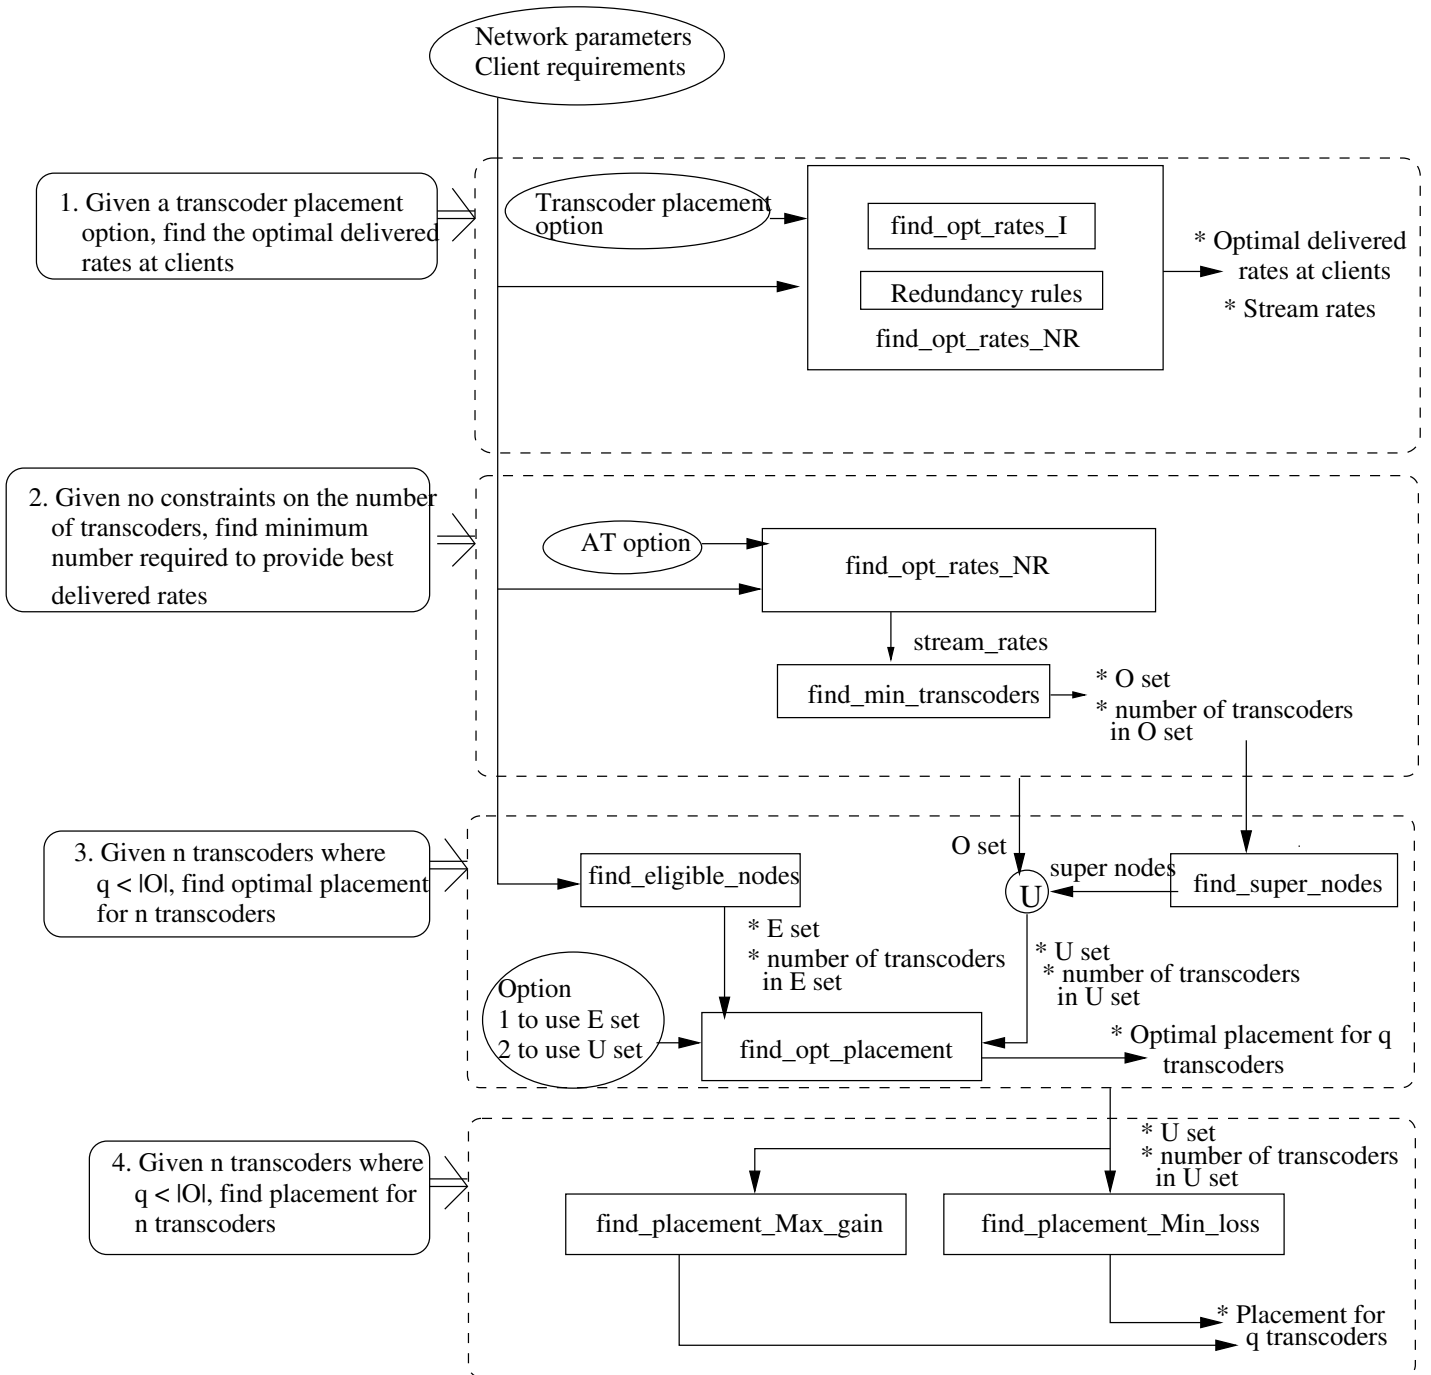 Network parameters
Client requirements
1. Given a transcoder placement
option, find the optimal delivered
rates at clients
Transcoder placement
option
find_opt_rates_I
Redundancy rules
find_opt_rates_NR
* Optimal delivered
rates at clients
* Stream rates
2. Given no constraints on the number
of transcoders, find minimum
number required to provide best
delivered rates
AT option
find_opt_rates_NR
stream_rates
find_min_transcoders
* O set
* number of transcoders
in O set
3. Given n transcoders where
q < |O|, find optimal placement
for n transcoders
find_eligible_nodes
O set
U
super nodes
find_super_nodes
* E set
* number of transcoders
in E set
* U set
* number of transcoders
in U set
Option
1 to use E set
2 to use U set
find_opt_placement
* Optimal placement for q
transcoders
4. Given n transcoders where
q < |O|, find placement for
n transcoders
* U set
* number of transcoders
in U set
find_placement_Max_gain
find_placement_Min_loss
* Placement for
q transcoders